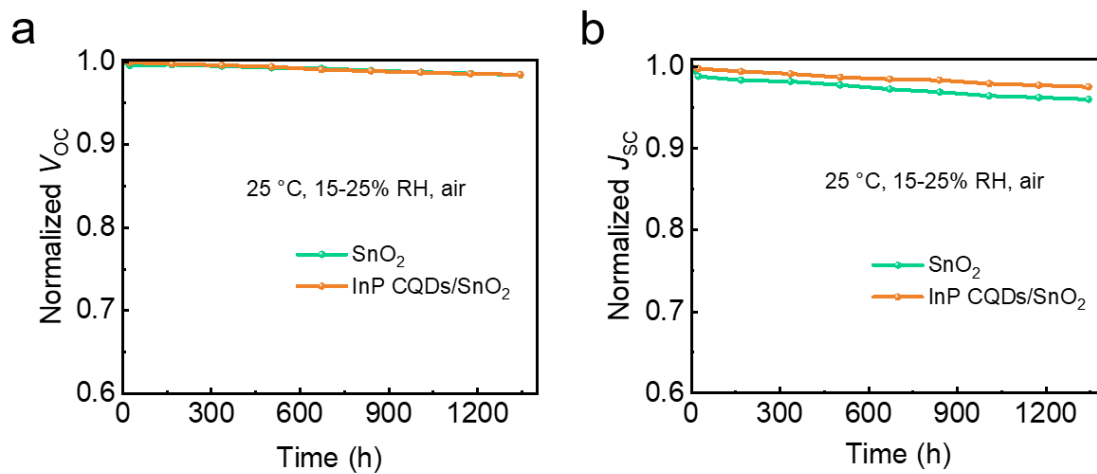 a
1.0
0.9
0.8
0.7
0.6
Normalized VOC
25 °C, 15-25% RH, air
SnO2
InP CQDs/SnO2
0
300
600
900
1200
Time (h)
b
1.0
0.9
0.8
0.7
0.6
Normalized JSC
25 °C, 15-25% RH, air
SnO2
InP CQDs/SnO2
0
300
600
900
1200
Time (h)